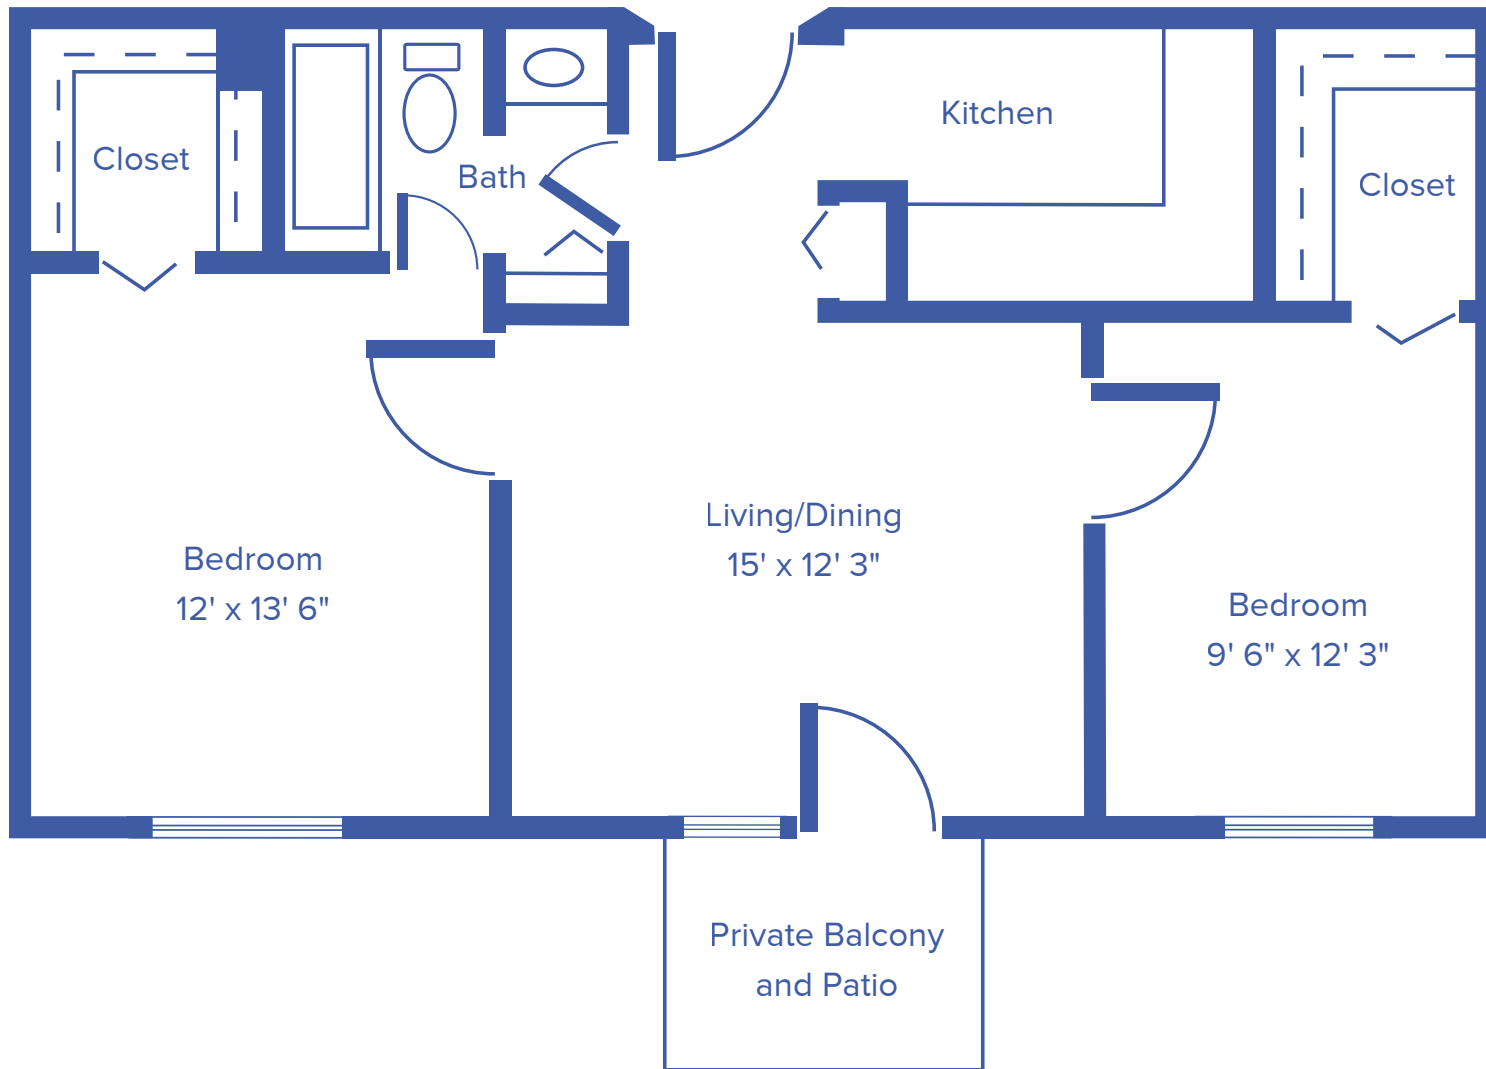 Closet
Bath
Kitchen
Closet
Bedroom
12' x 13' 6"
Living/Dining
15' x 12' 3"
Bedroom
9' 6" x 12' 3"
Private Balcony
and Patio